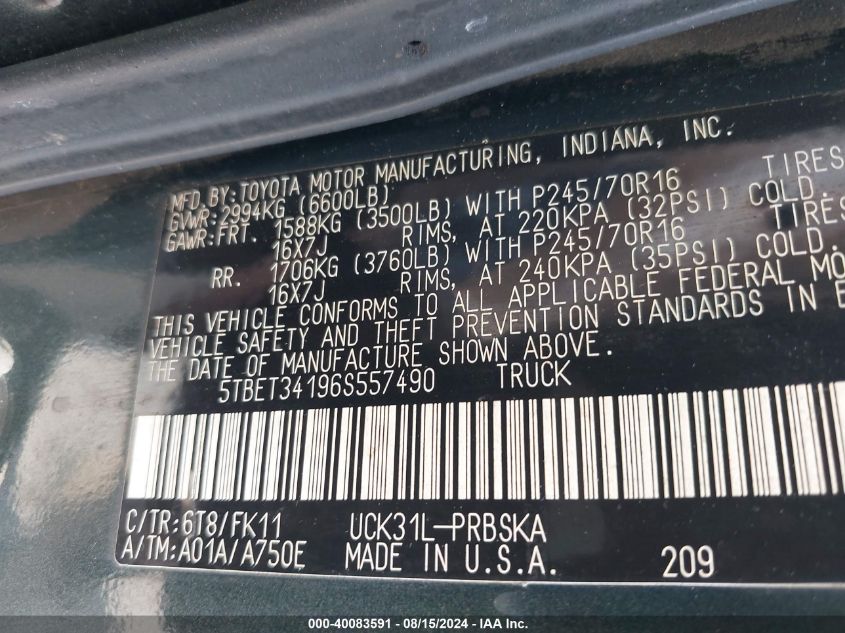 MFD BY: TOYOTA MOTOR MANUFACTURING, INDIANA, INC.
GVWR: 2994KG (6600LB)
GAWR: FRT. 1588KG (3500LB) WITH P245/70R16 TIRES
16X7J RIMS, AT 220KPA (32PSI) COLD.
RR. 1706KG (3760LB) WITH P245/70R16 TIRES
16X7J RIMS, AT 240KPA (35PSI) COLD.
THIS VEHICLE CONFORMS TO ALL APPLICABLE FEDERAL MO
VEHICLE SAFETY AND THEFT PREVENTION STANDARDS IN E
THE DATE OF MANUFACTURE SHOWN ABOVE.
5TBET34196S557490 TRUCK
C/TR: 6T8/FK11 UCK31L-PRBSKA
A/TM: A01A/A750E MADE IN U.S.A. 209
000-40083591 - 08/15/2024 - IAA Inc.